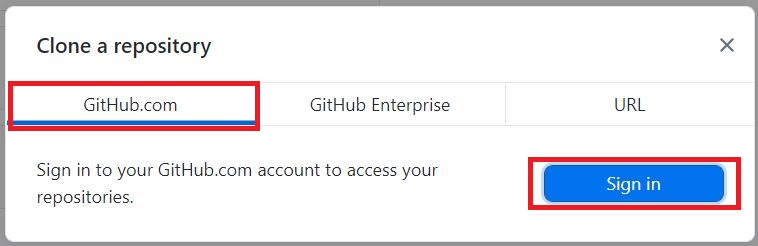 Clone a repository
GitHub.com
GitHub Enterprise
URL
Sign in to your GitHub.com account to access your
repositories.
Sign in